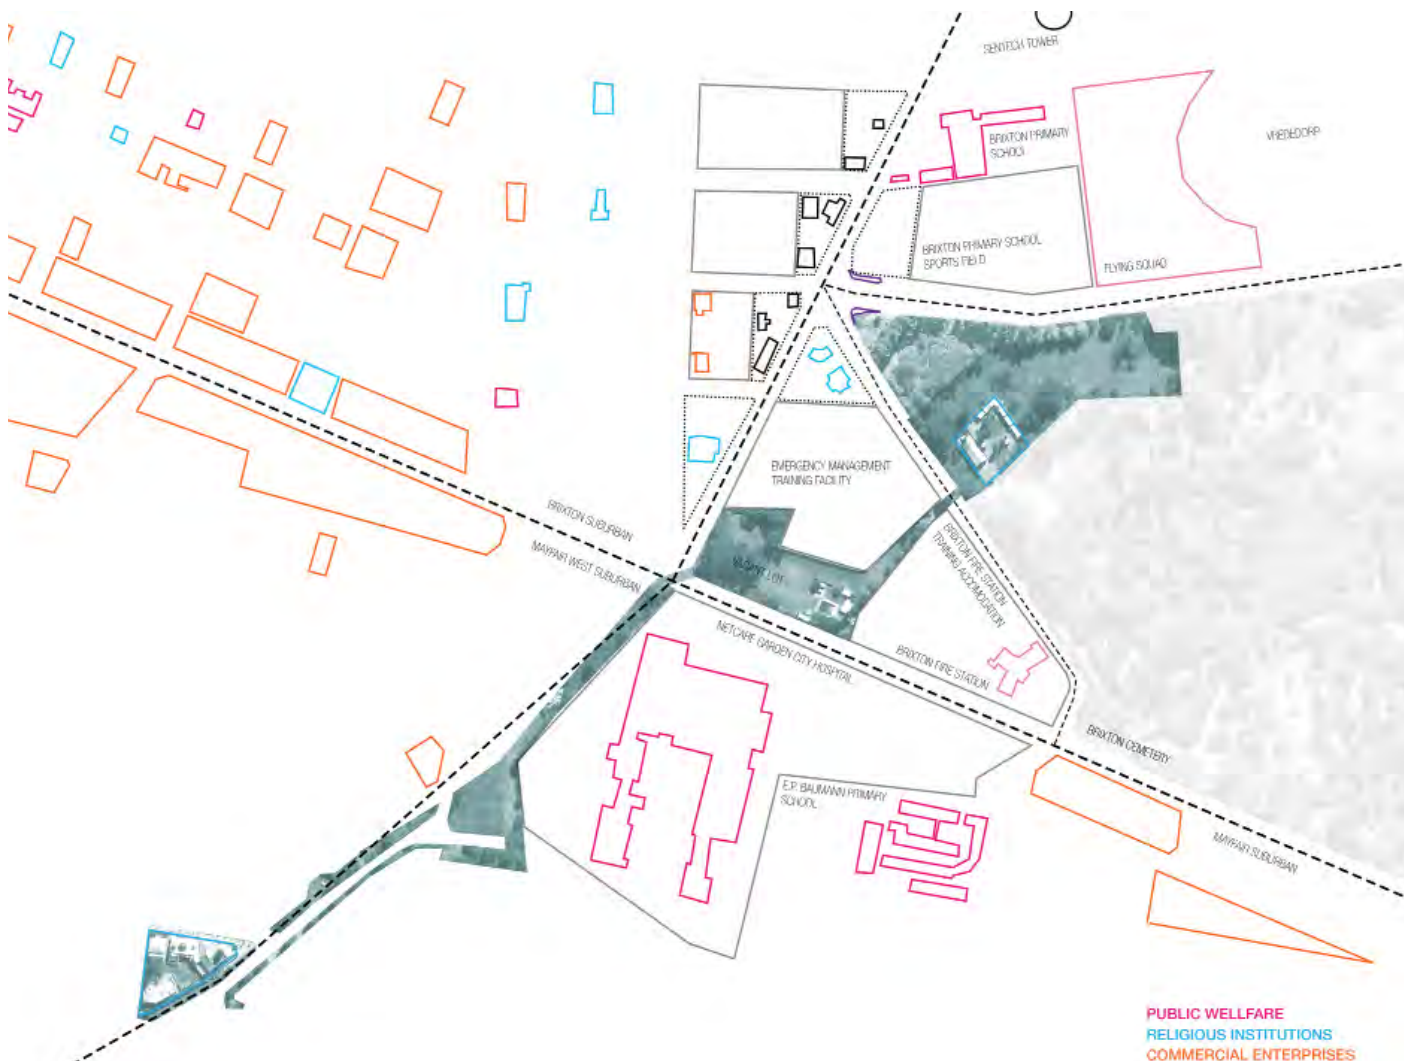 SENTECH TOWER
BRIXTON PRIMARY
SCHOOL
VREDEDORP
BRIXTON PRIMARY SCHOOL
SPORTS FIELD
FLYING SQUAD
EMERGENCY MANAGEMENT
TRAINING FACILITY
BRIXTON SUBURBAN
MAYFAIR WEST SUBURBAN
VACANT LOT
BRIXTON FIRE STATION
TRAINING ACCOMODATION
NETCARE GARDEN CITY HOSPITAL
BRIXTON FIRE STATION
BRIXTON CEMETERY
E.P. BAUMANN PRIMARY
SCHOOL
MAYFAIR SUBURBAN
PUBLIC WELLFARE
RELIGIOUS INSTITUTIONS
COMMERCIAL ENTERPRISES